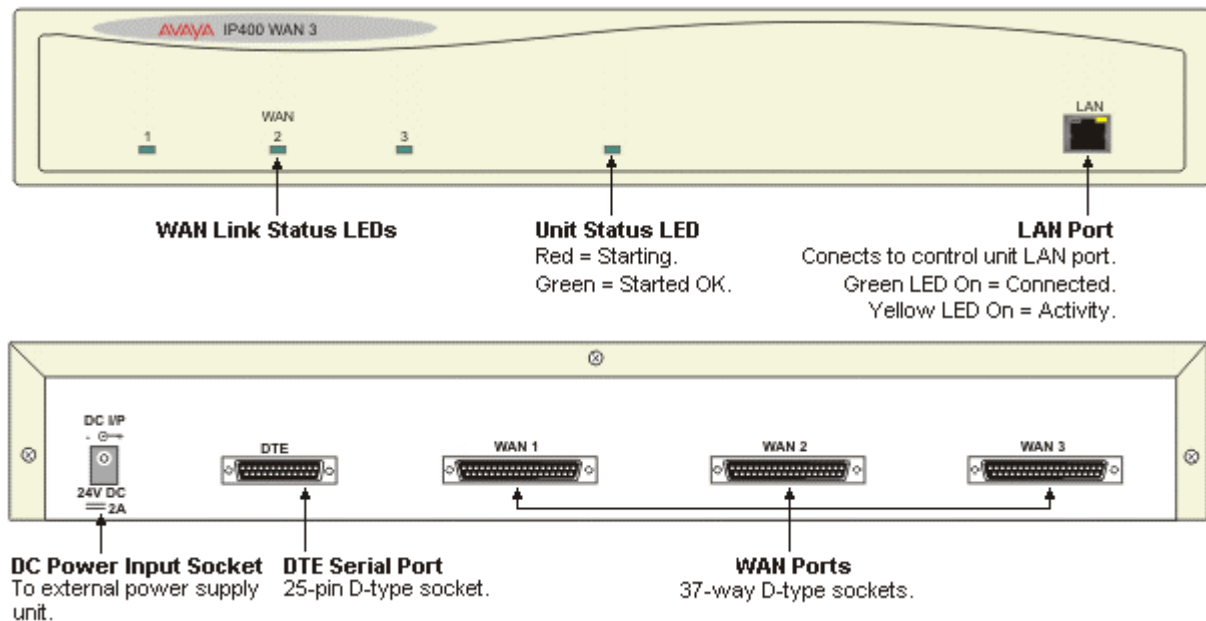 AVAYA IP400 WAN 3
WAN
1 2 3
LAN
WAN Link Status LEDs
Unit Status LED
Red = Starting.
Green = Started OK.
LAN Port
Conects to control unit LAN port.
Green LED On = Connected.
Yellow LED On = Activity.
DC I/P
- +
24V DC
2A
DTE
WAN 1
WAN 2
WAN 3
DC Power Input Socket
To external power supply
unit.
DTE Serial Port
25-pin D-type socket.
WAN Ports
37-way D-type sockets.